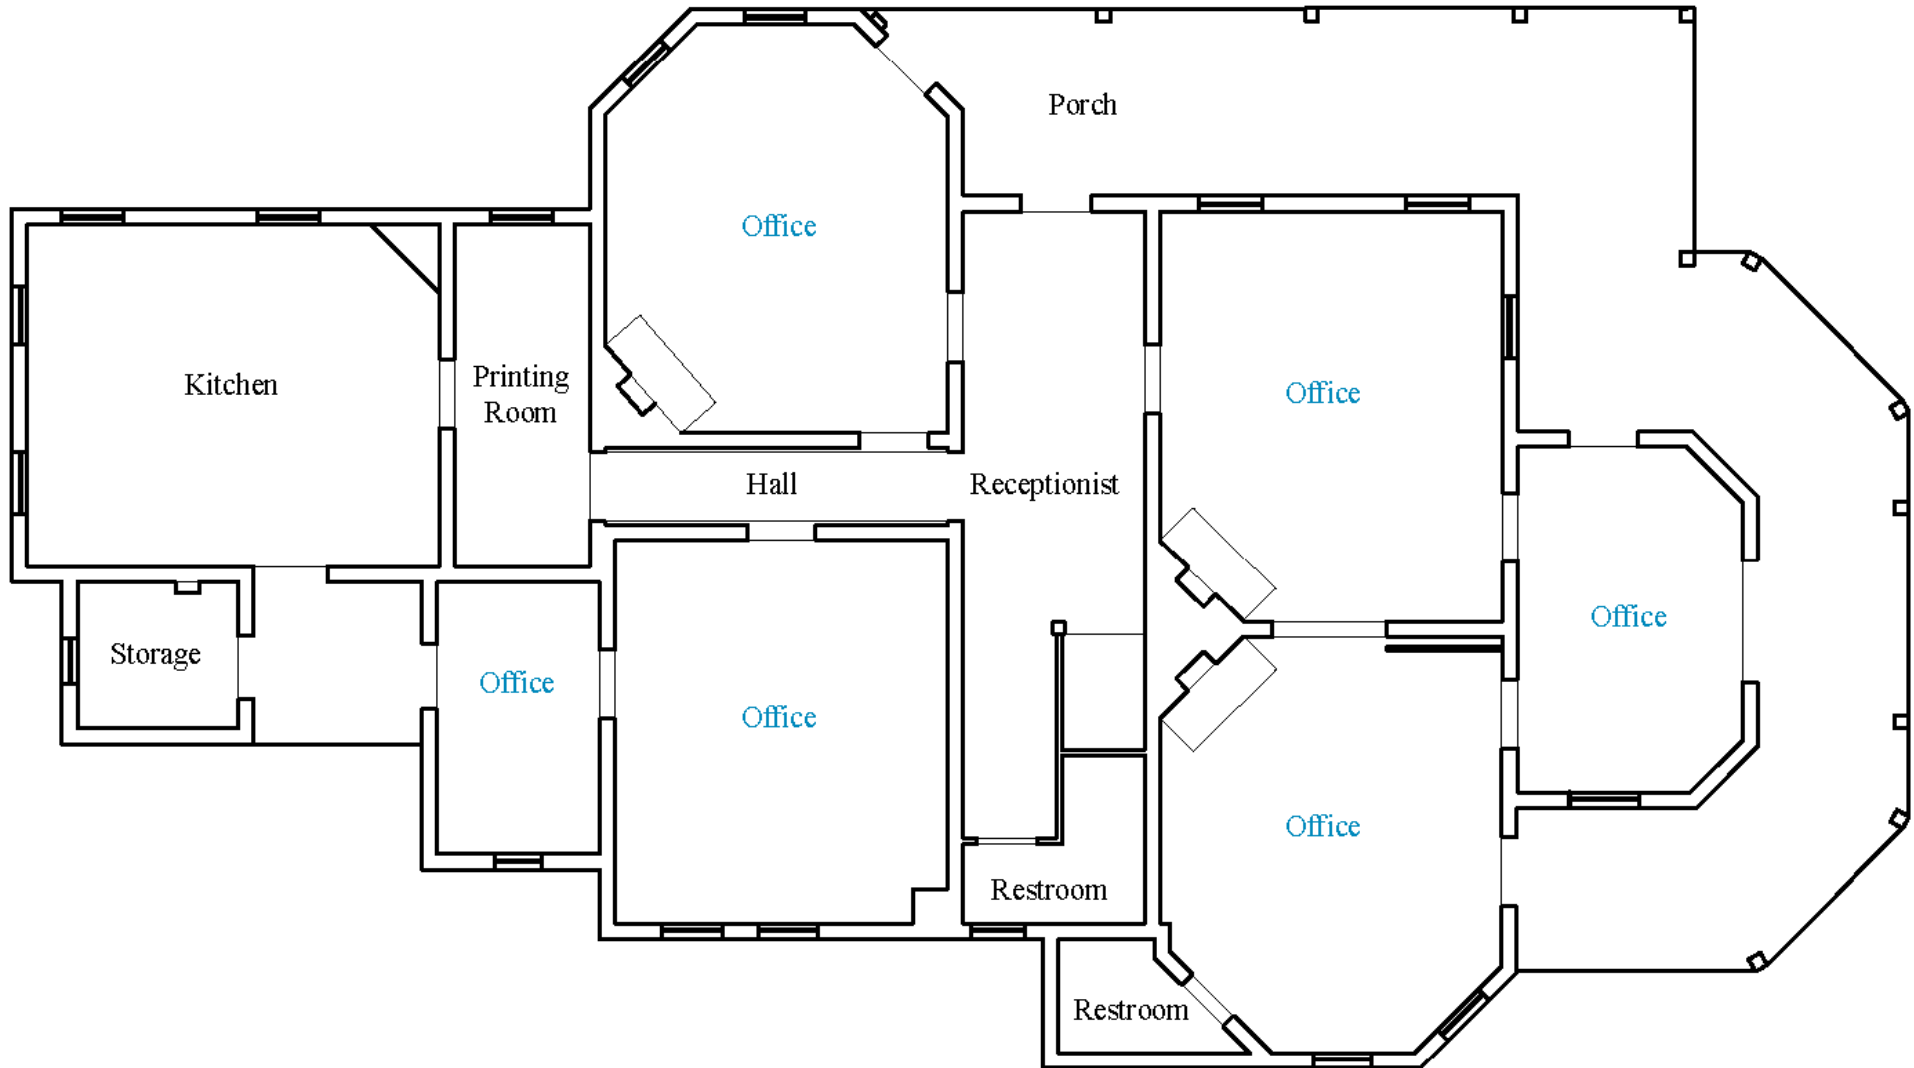 Porch
Office
Kitchen
Printing
Room
Office
Hall
Receptionist
Office
Storage
Office
Office
Office
Restroom
Restroom